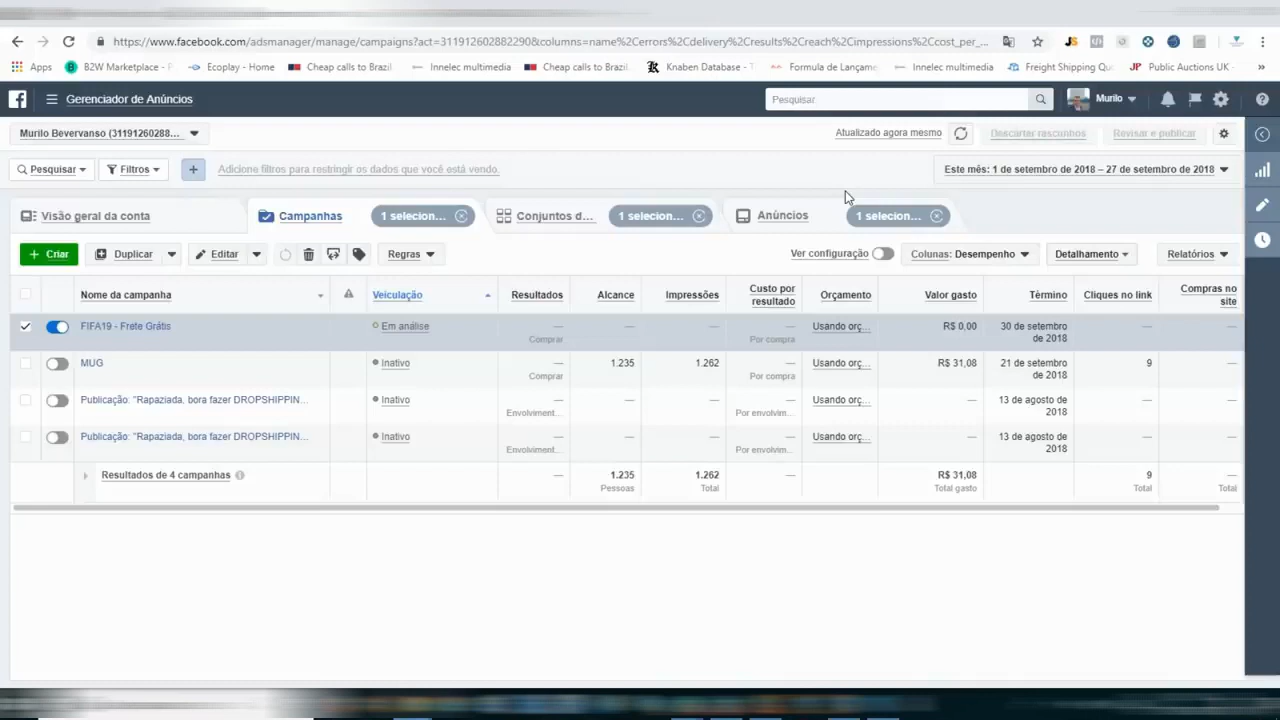 https://www.facebook.com/adsmanager/manage/campaigns?act=311912602882290&columns=name%2Cerrors%2Cdelivery%2Cresults%2Creach%2Cimpressions%2Ccost_per_...
Apps B2W Marketplace - P Ecoplay - Home Cheap calls to Brazil Innelec multimedia Cheap calls to Brazil Knaben Database - T Formula de Lançame Innelec multimedia Freight Shipping Qu JP Public Auctions UK - »
Gerenciador de Anúncios Pesquisar Murilo
Murilo Bevervanso (31191260288... Atualizado agora mesmo Descartar rascunhos Revisar e publicar
Pesquisar Filtros + Adicione filtros para restringir os dados que você está vendo. Este mês: 1 de setembro de 2018 – 27 de setembro de 2018
Visão geral da conta Campanhas 1 selecion... Conjuntos d... 1 selecion... Anúncios 1 selecion...
+ Criar Duplicar Editar Regras Ver configuração Colunas: Desempenho Detalhamento Relatórios
Nome da campanha Veiculação Resultados Alcance Impressões Custo por resultado Orçamento Valor gasto Término Cliques no link Compras no site
FIFA19 - Frete Grátis Em análise — — — — Usando orç... R$ 0,00 30 de setembro — —
Comprar Por compra de 2018
MUG Inativo — 1.235 1.262 — Usando orç... R$ 31,08 21 de setembro 9 —
Comprar Por compra de 2018
Publicação: "Rapaziada, bora fazer DROPSHIPPIN... Inativo — — — — Usando orç... — 13 de agosto de — —
Envolviment... Por envolvim... 2018
Publicação: "Rapaziada, bora fazer DROPSHIPPIN... Inativo — — — — Usando orç... — 13 de agosto de — —
Envolviment... Por envolvim... 2018
Resultados de 4 campanhas — 1.235 1.262 — R$ 31,08 9 —
Pessoas Total Total gasto Total Total